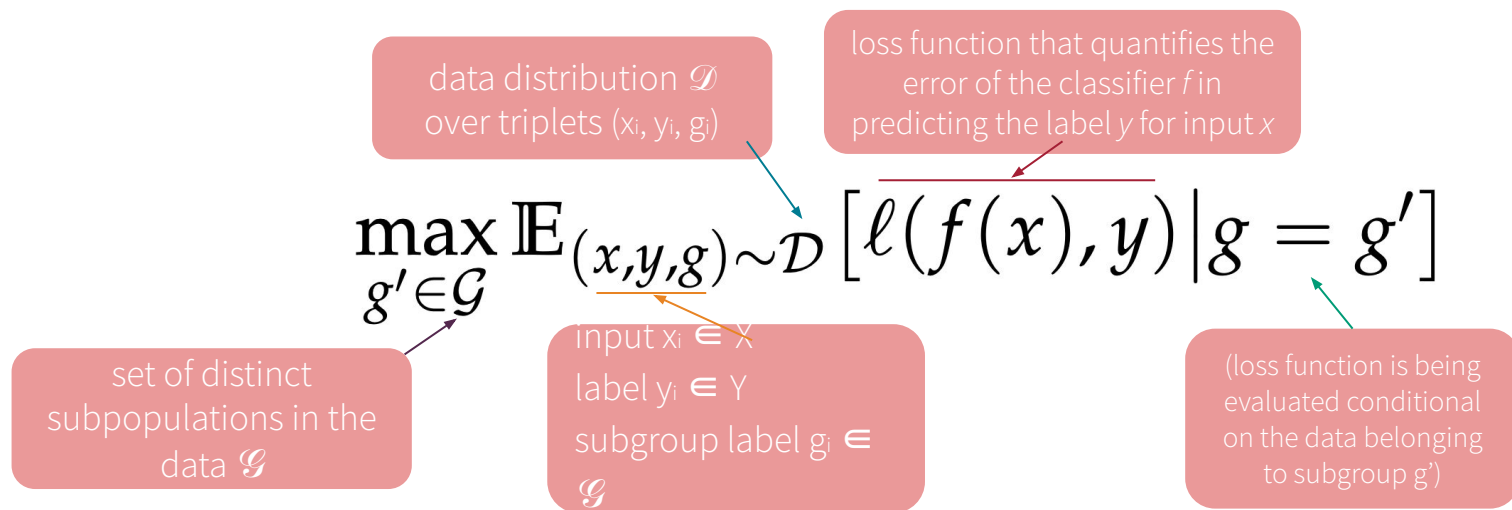 data distribution 𝒟
over triplets (xᵢ, yᵢ, gᵢ)
loss function that quantifies the
error of the classifier f in
predicting the label y for input x
max 𝔼(x,y,g)∼𝒟 [ℓ(f(x), y)|g = g′]
g′∈𝒢
set of distinct
subpopulations in the
data 𝒢
input xᵢ ∈ X
label yᵢ ∈ Y
subgroup label gᵢ ∈
𝒢
(loss function is being
evaluated conditional
on the data belonging
to subgroup g’)